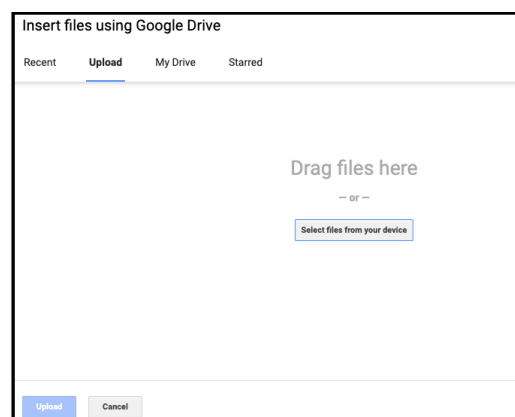 Insert files using Google Drive
Recent Upload My Drive Starred
Drag files here
— or —
Select files from your device
Upload Cancel